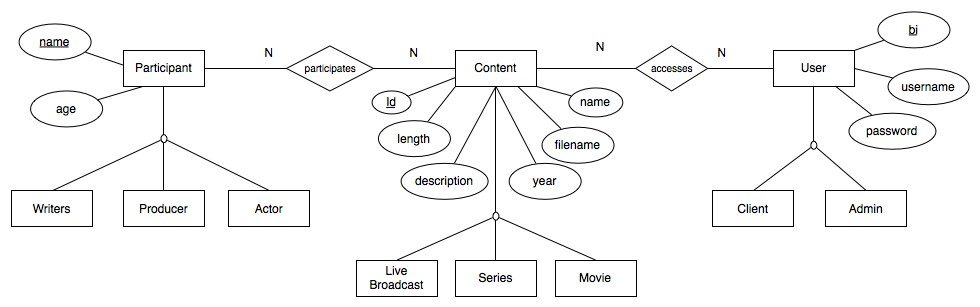 name
N
N
N
N
bi
Participant
participates
Content
accesses
User
username
age
Id
name
length
filename
password
description
year
Writers
Producer
Actor
Client
Admin
Live
Broadcast
Series
Movie